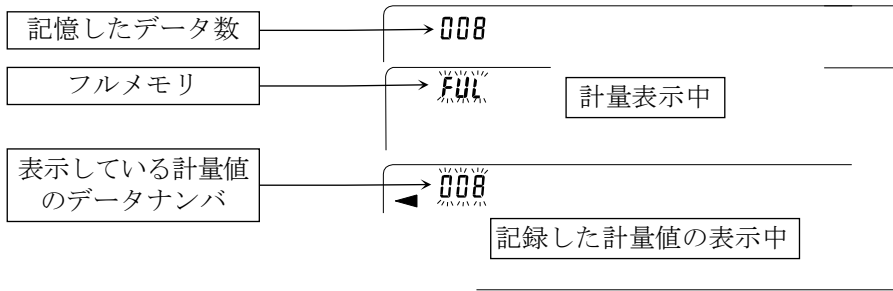 記憶したデータ数
008
フルメモリ
FUL
計量表示中
表示している計量値
のデータナンバ
008
記録した計量値の表示中